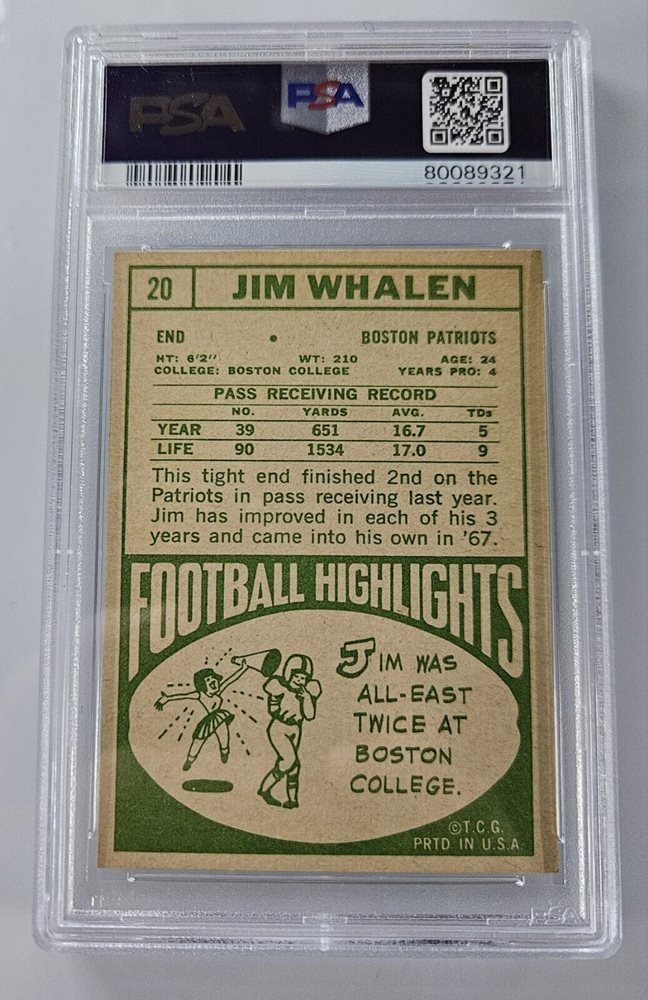 PSA PSA
80089321
20 JIM WHALEN
END • BOSTON PATRIOTS
HT: 6'2" WT: 210 AGE: 24
COLLEGE: BOSTON COLLEGE YEARS PRO: 4
PASS RECEIVING RECORD
NO. YARDS AVG. TDs
YEAR 39 651 16.7 5
LIFE 90 1534 17.0 9
This tight end finished 2nd on the
Patriots in pass receiving last year.
Jim has improved in each of his 3
years and came into his own in '67.
FOOTBALL HIGHLIGHTS
JIM WAS
ALL-EAST
TWICE AT
BOSTON
COLLEGE.
©T.C.G.
PRTD IN U.S.A.
PSA